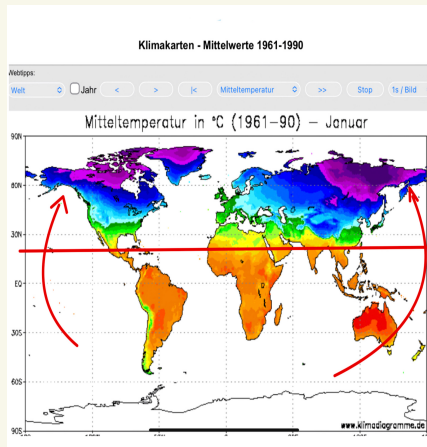 Klimakarten - Mittelwerte 1961-1990
Webtipps:
Welt Jahr < > |< Mitteltemperatur >> Stop 1s / Bild
Mitteltemperatur in °C (1961-90) – Januar
90N
60N
30N
EQ
30S
60S
90S
www.klimadiagramme.de
0